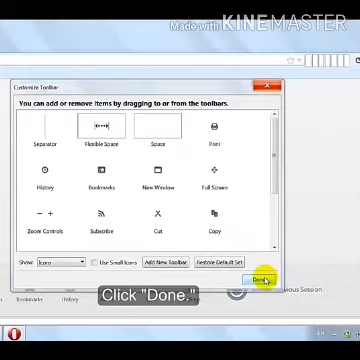 Made with KINEMASTER
Customize Toolbar
You can add or remove items by dragging to or from the toolbars.
Separator Flexible Space Space Print
History Bookmarks New Window Full Screen
Zoom Controls Subscribe Cut Copy
Show: Icons Use Small Icons Add New Toolbar Restore Default Set
Done
Bookmarks History Previous Session
Click "Done."